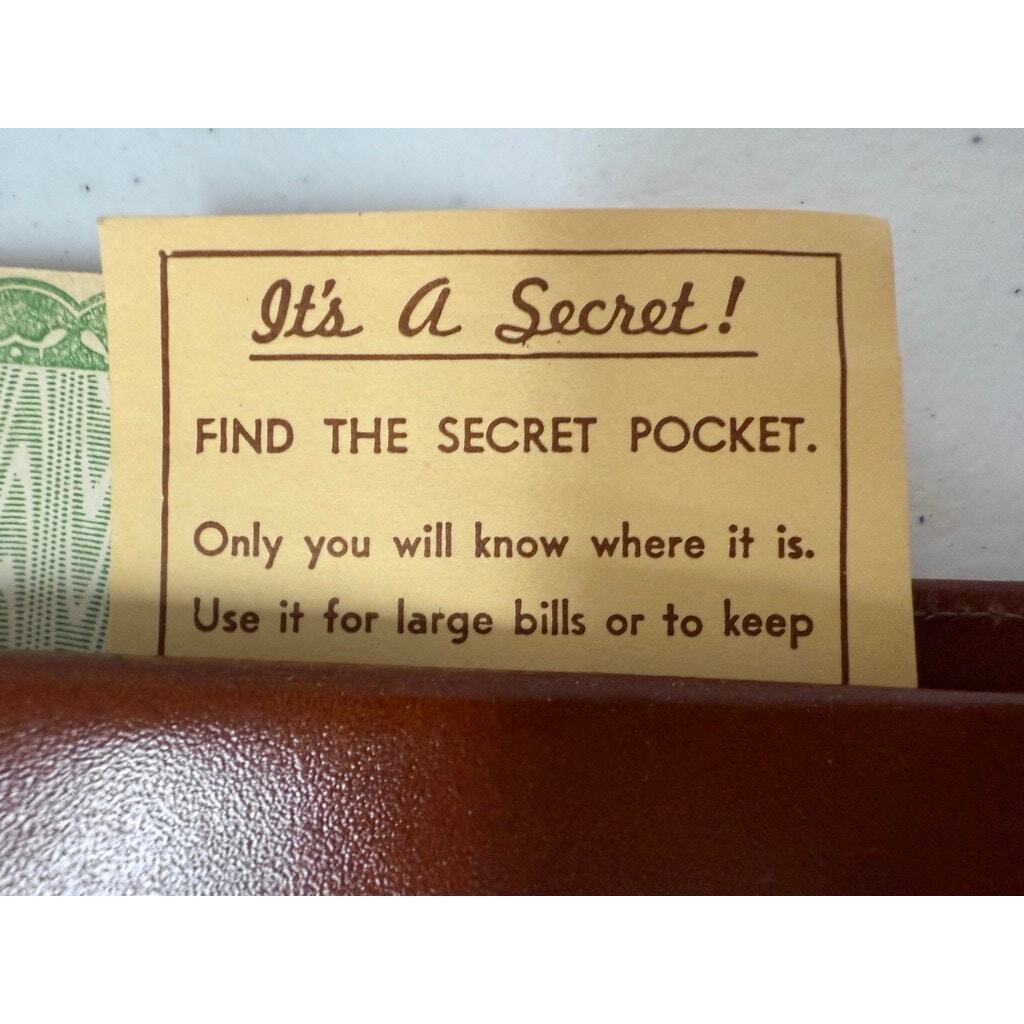 It's A Secret!
FIND THE SECRET POCKET.
Only you will know where it is.
Use it for large bills or to keep